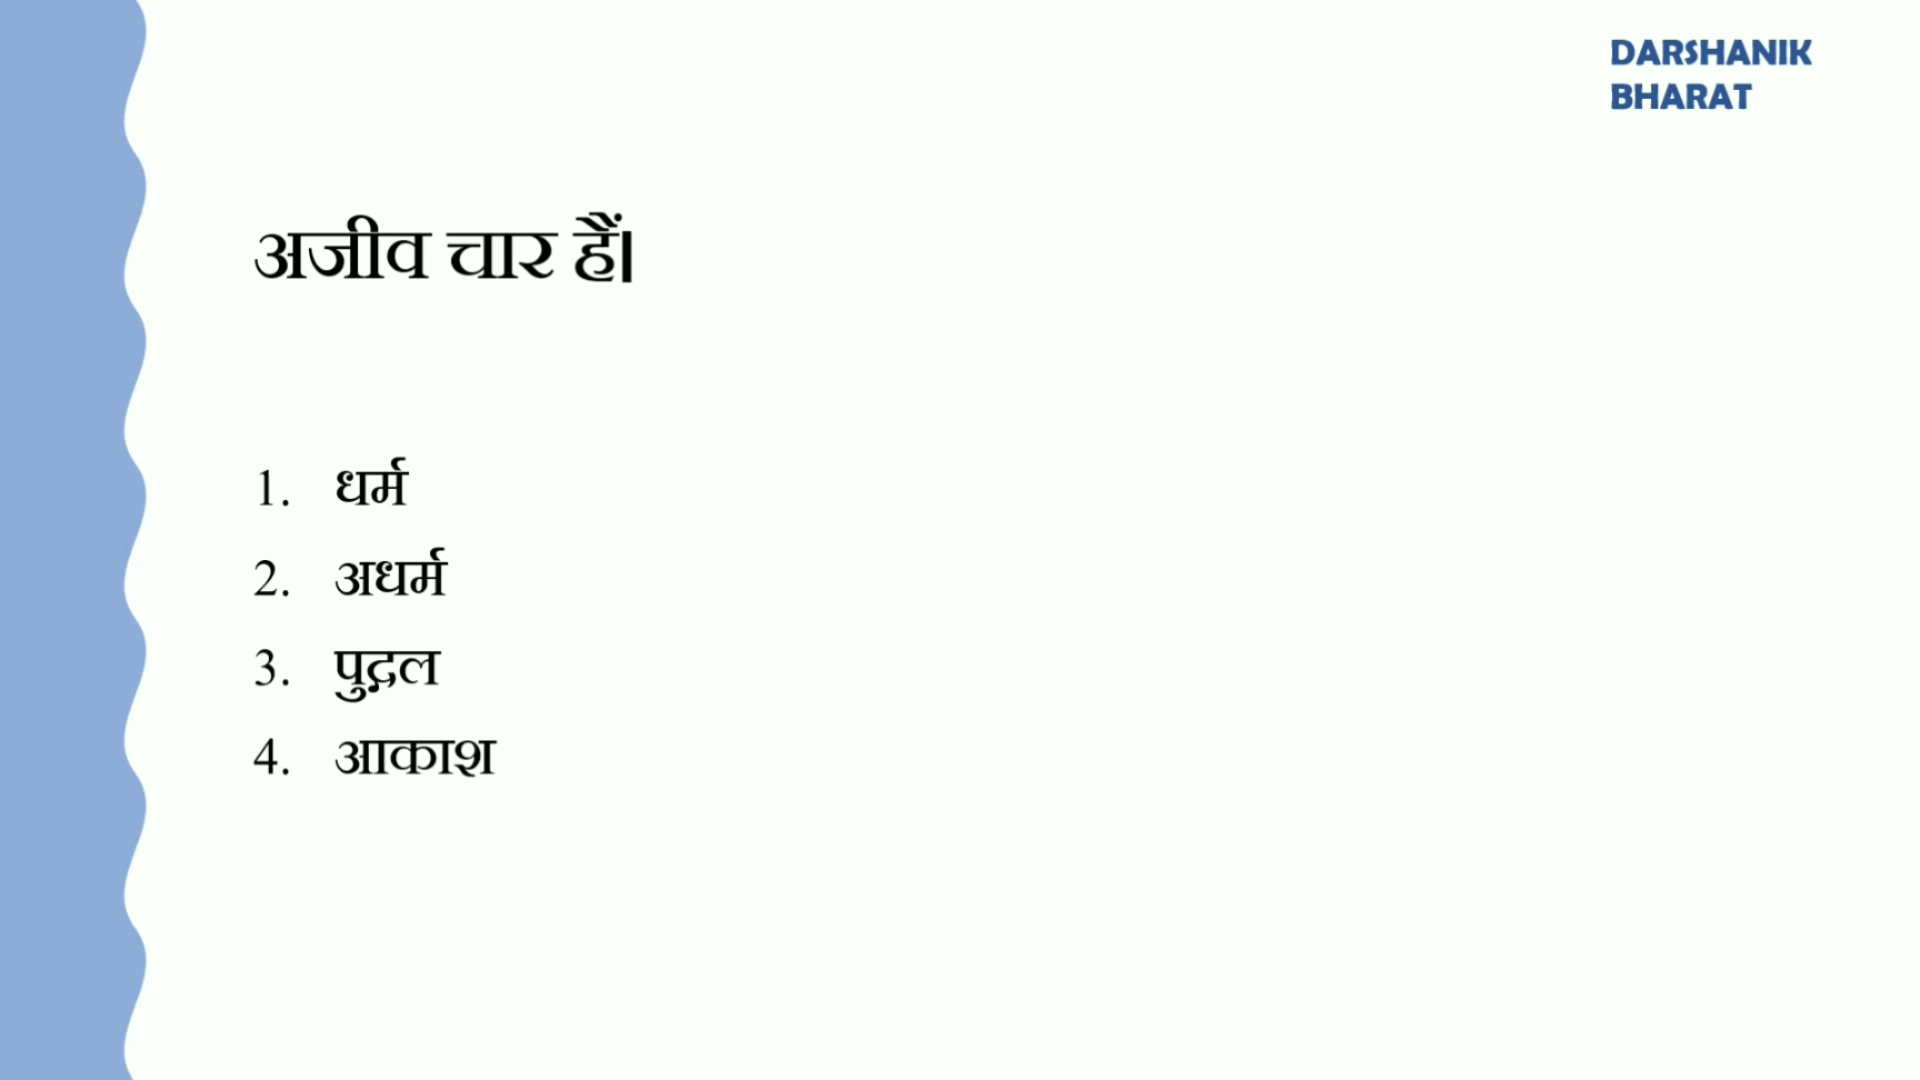 DARSHANIK
BHARAT
अजीव चार हैं।
1. धर्म
2. अधर्म
3. पुद्गल
4. आकाश